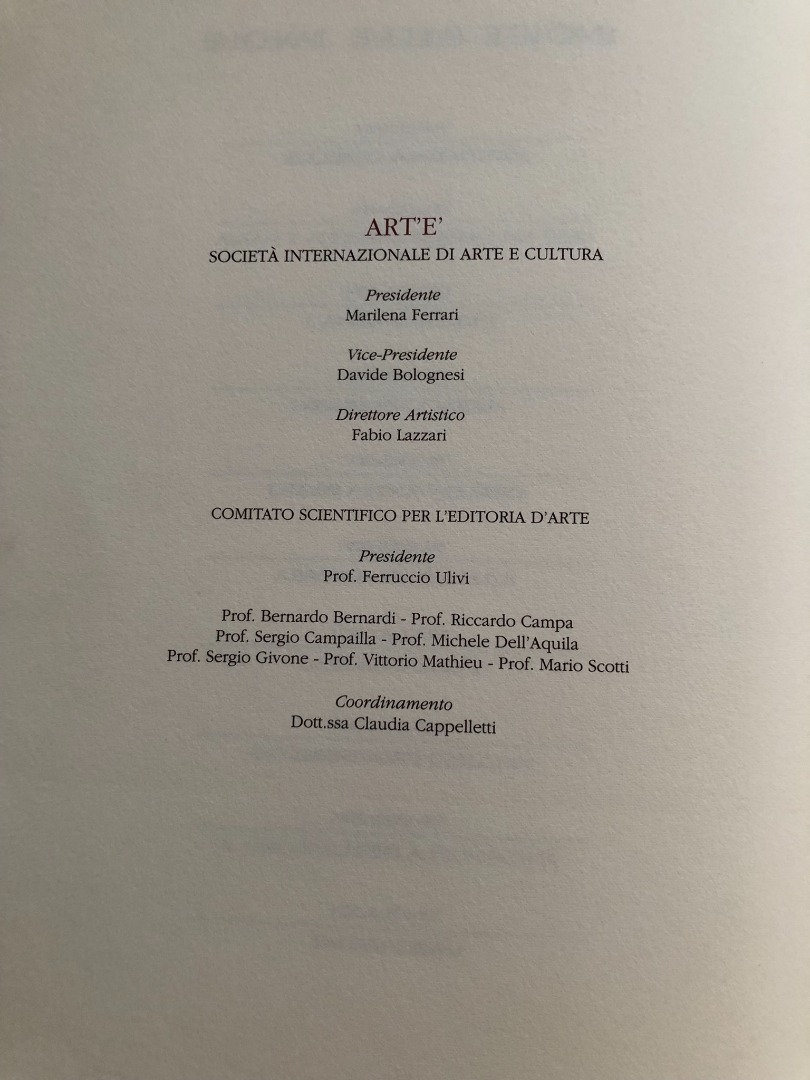 ART'E'
SOCIETÀ INTERNAZIONALE DI ARTE E CULTURA
Presidente
Marilena Ferrari
Vice-Presidente
Davide Bolognesi
Direttore Artistico
Fabio Lazzari
COMITATO SCIENTIFICO PER L'EDITORIA D'ARTE
Presidente
Prof. Ferruccio Ulivi
Prof. Bernardo Bernardi - Prof. Riccardo Campa
Prof. Sergio Campailla - Prof. Michele Dell'Aquila
Prof. Sergio Givone - Prof. Vittorio Mathieu - Prof. Mario Scotti
Coordinamento
Dott.ssa Claudia Cappelletti